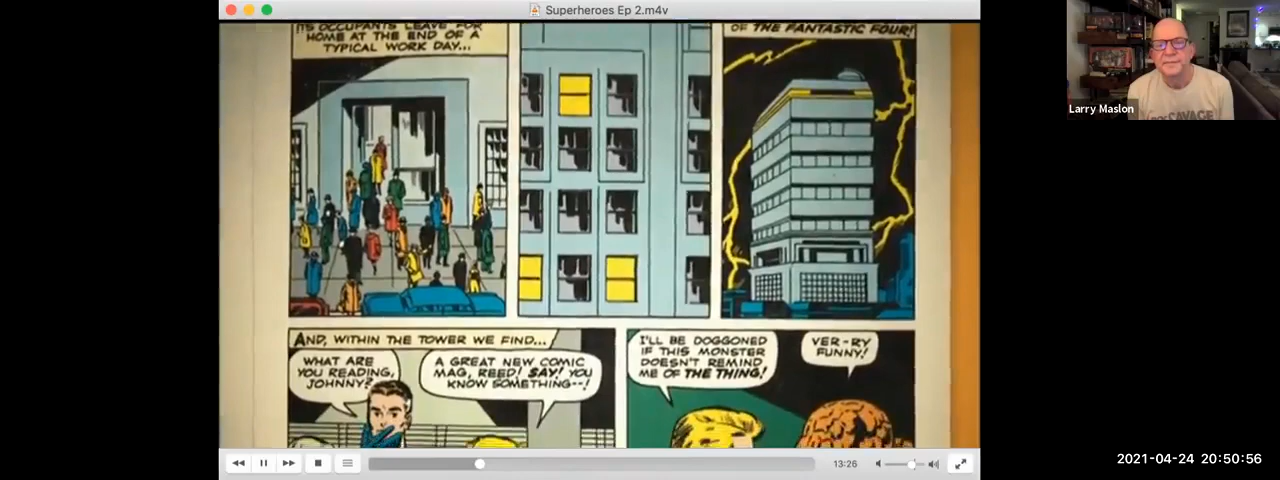 Superheroes Ep 2.m4v
ITS OCCUPANTS LEAVE FOR
HOME AT THE END OF A
TYPICAL WORK DAY...
OF THE FANTASTIC FOUR!
AND, WITHIN THE TOWER WE FIND...
WHAT ARE
YOU READING,
JOHNNY?
A GREAT NEW COMIC
MAG, REED! SAY! YOU
KNOW SOMETHING--!
I'LL BE DOGGONED
IF THIS MONSTER
DOESN'T REMIND
ME OF THE THING!
VER-RY
FUNNY!
13:26
Larry Maslon
SAVAGE
2021-04-24 20:50:56